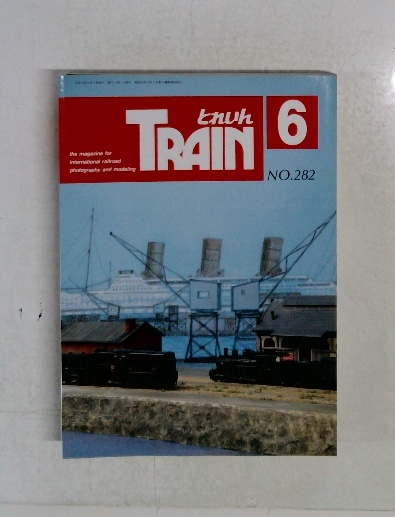 とれいん
TRAIN
6
the magazine for
international railroad
photography and modeling
NO.282